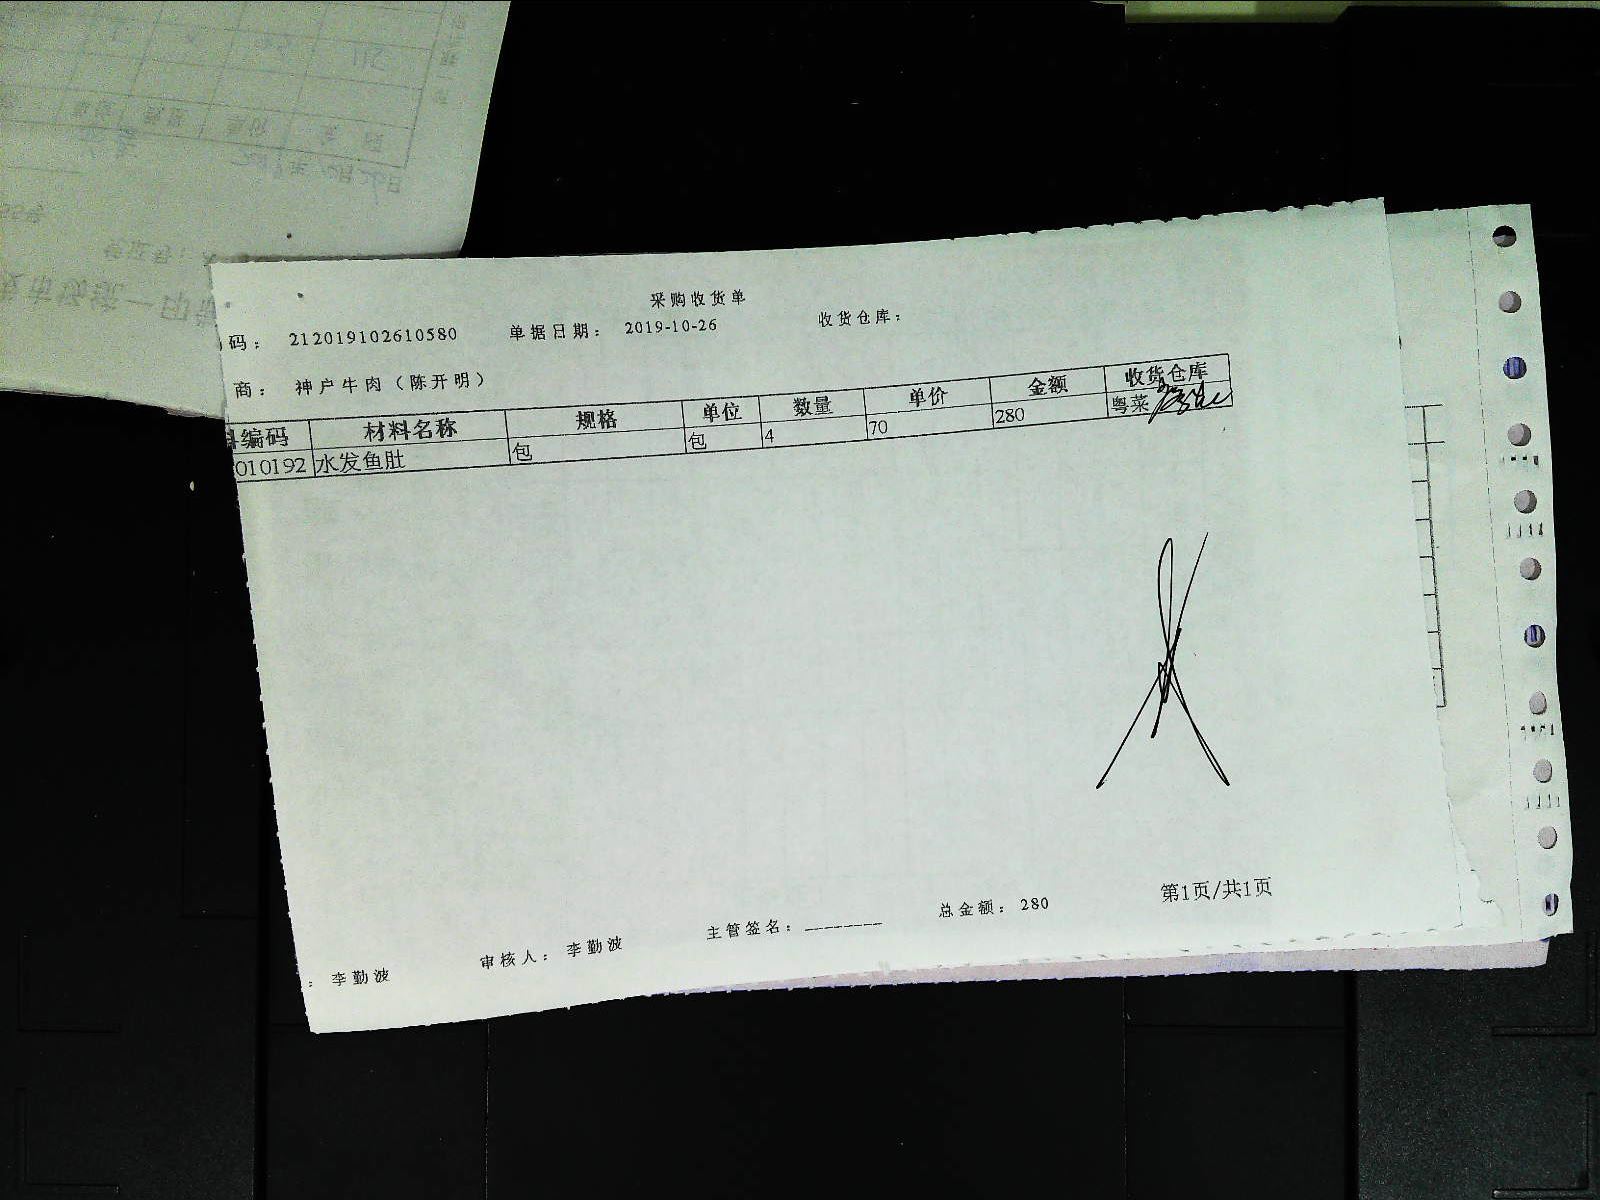 采购收货单
码： 212019102610580 单据日期： 2019-10-26 收货仓库：
商： 神户牛肉（陈开明）
编码 材料名称 规格 单位 数量 单价 金额 收货仓库
010192 水发鱼肚 包 包 4 70 280 粤菜
第1页/共1页
： 李勤波 审核人： 李勤波 主管签名：________ 总金额： 280